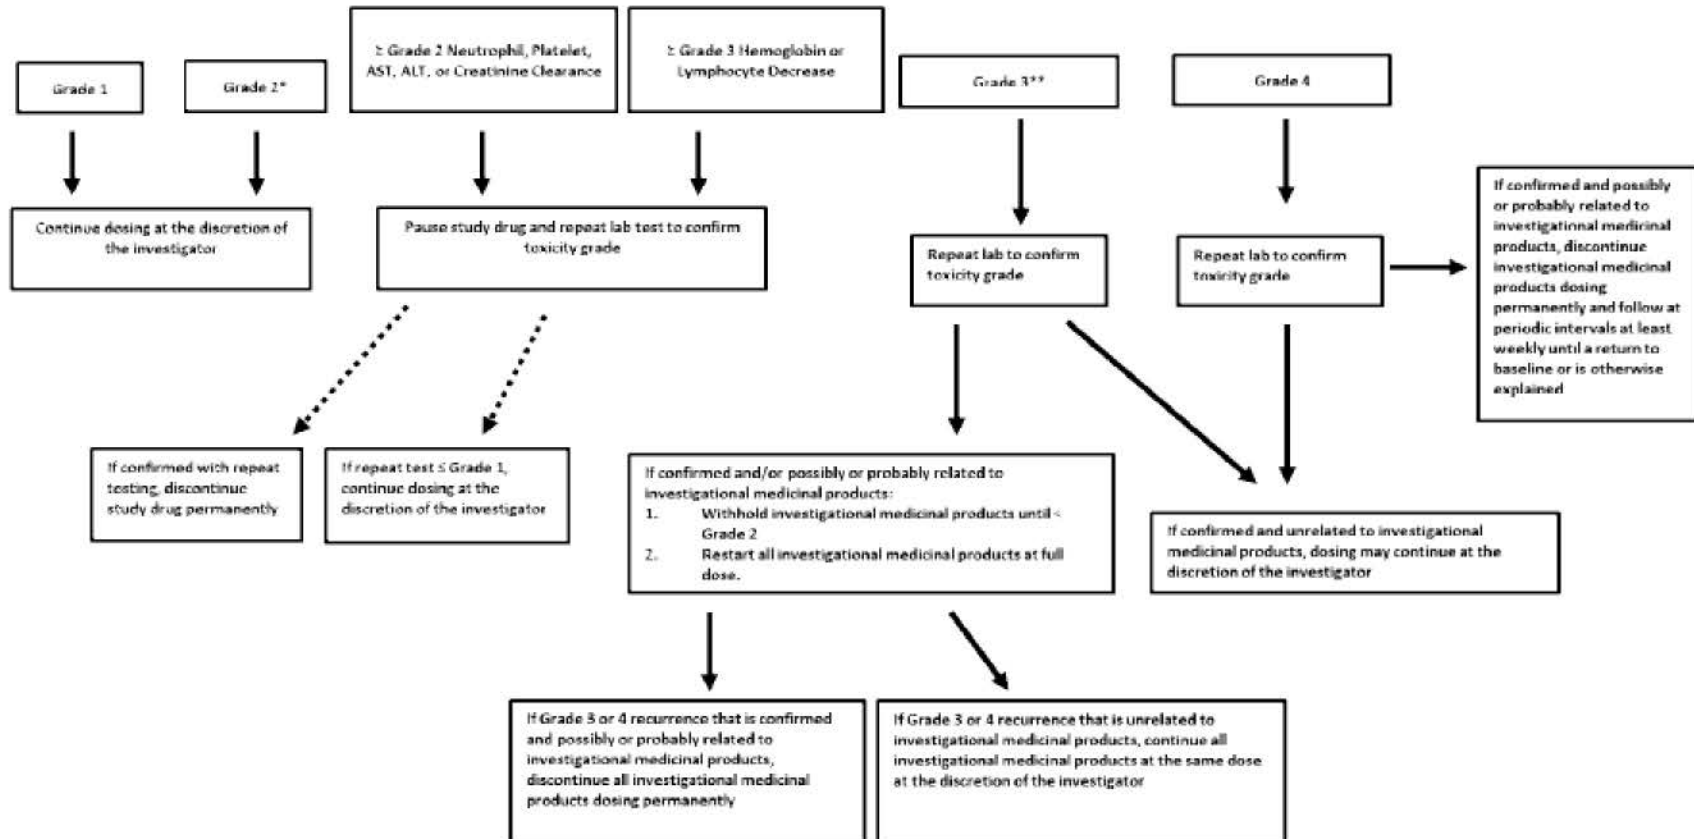 Grade 1
Grade 2*
≥ Grade 2 Neutrophil, Platelet,
AST, ALT, or Creatinine Clearance
≥ Grade 3 Hemoglobin or
Lymphocyte Decrease
Grade 3**
Grade 4
Continue dosing at the discretion of
the investigator
Pause study drug and repeat lab test to confirm
toxicity grade
Repeat lab to confirm
toxicity grade
Repeat lab to confirm
toxicity grade
If confirmed and possibly
or probably related to
investigational medicinal
products, discontinue
investigational medicinal
products dosing
permanently and follow at
periodic intervals at least
weekly until a return to
baseline or is otherwise
explained
If confirmed with repeat
testing, discontinue
study drug permanently
If repeat test ≤ Grade 1,
continue dosing at the
discretion of the investigator
If confirmed and/or possibly or probably related to
investigational medicinal products:
1. Withhold investigational medicinal products until <
Grade 2
2. Restart all investigational medicinal products at full
dose.
If confirmed and unrelated to investigational
medicinal products, dosing may continue at the
discretion of the investigator
If Grade 3 or 4 recurrence that is confirmed
and possibly or probably related to
investigational medicinal products,
discontinue all investigational medicinal
products dosing permanently
If Grade 3 or 4 recurrence that is unrelated to
investigational medicinal products, continue all
investigational medicinal products at the same dose
at the discretion of the investigator